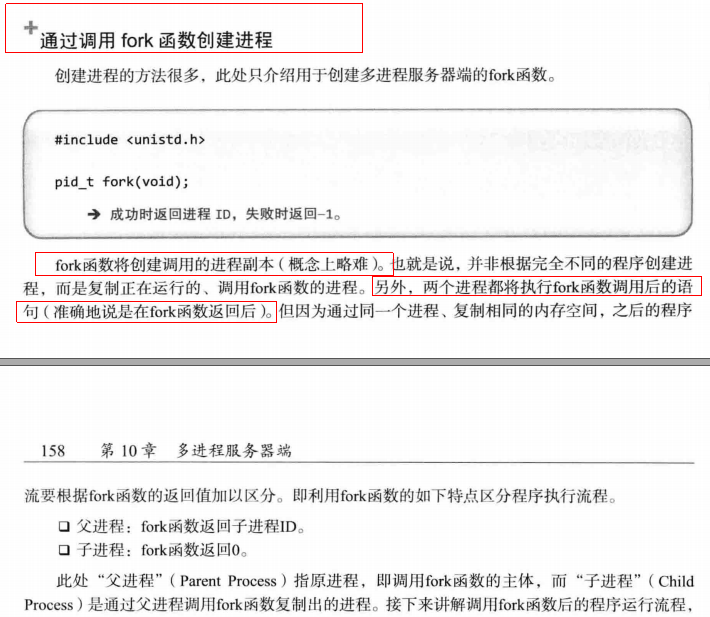 通过调用 fork 函数创建进程
创建进程的方法很多，此处只介绍用于创建多进程服务器端的fork函数。
#include <unistd.h>
pid_t fork(void);
➔ 成功时返回进程 ID，失败时返回-1。
fork函数将创建调用的进程副本（概念上略难）。也就是说，并非根据完全不同的程序创建进
程，而是复制正在运行的、调用fork函数的进程。另外，两个进程都将执行fork函数调用后的语
句（准确地说是在fork函数返回后）。但因为通过同一个进程、复制相同的内存空间，之后的程序
158 第 10 章 多进程服务器端
流要根据fork函数的返回值加以区分。即利用fork函数的如下特点区分程序执行流程。
❑ 父进程：fork函数返回子进程ID。
❑ 子进程：fork函数返回0。
此处“父进程”（Parent Process）指原进程，即调用fork函数的主体，而“子进程”（Child
Process）是通过父进程调用fork函数复制出的进程。接下来讲解调用fork函数后的程序运行流程，